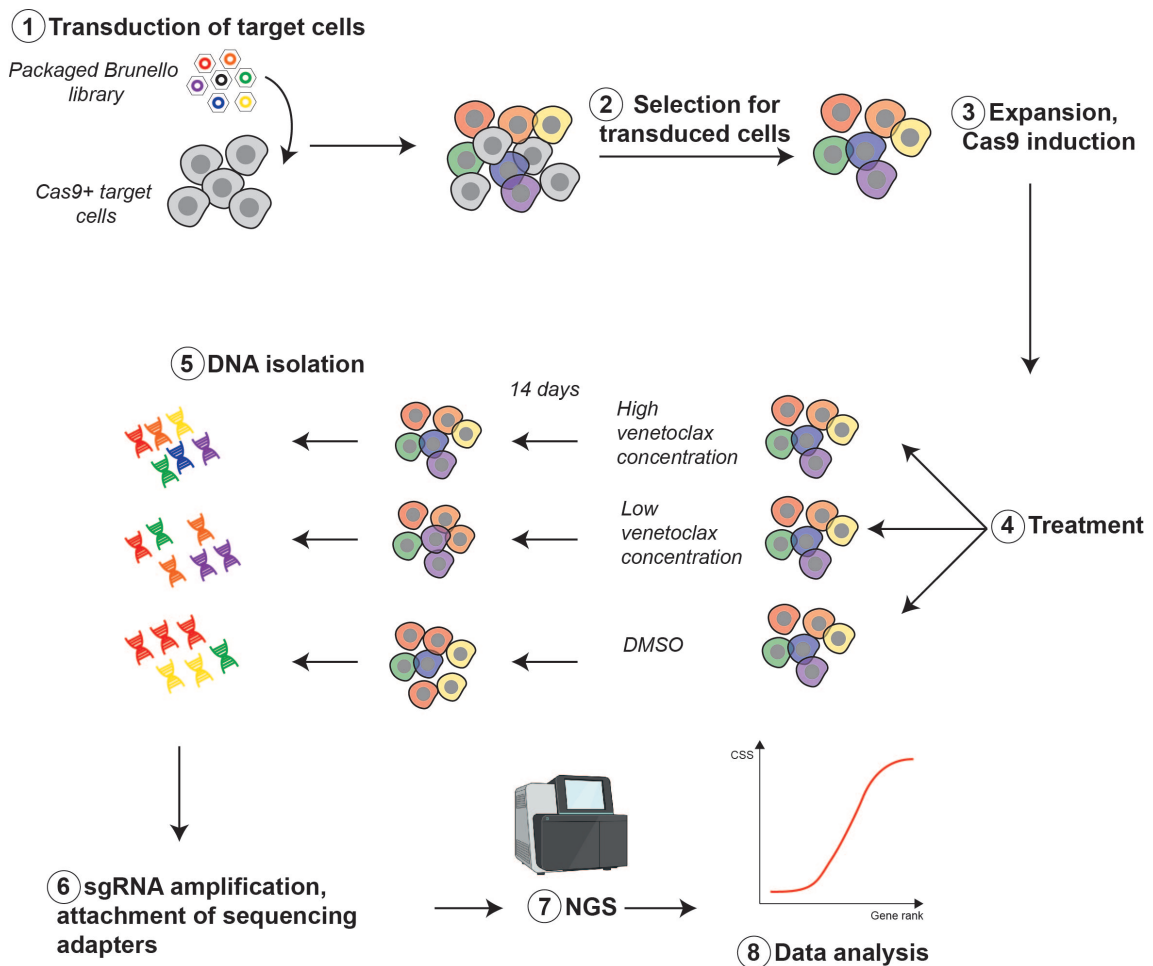 1 Transduction of target cells
Packaged Brunello
library
Cas9+ target
cells
2 Selection for
transduced cells
3 Expansion,
Cas9 induction
4 Treatment
High
venetoclax
concentration
14 days
Low
venetoclax
concentration
DMSO
5 DNA isolation
6 sgRNA amplification,
attachment of sequencing
adapters
7 NGS
CSS
Gene rank
8 Data analysis